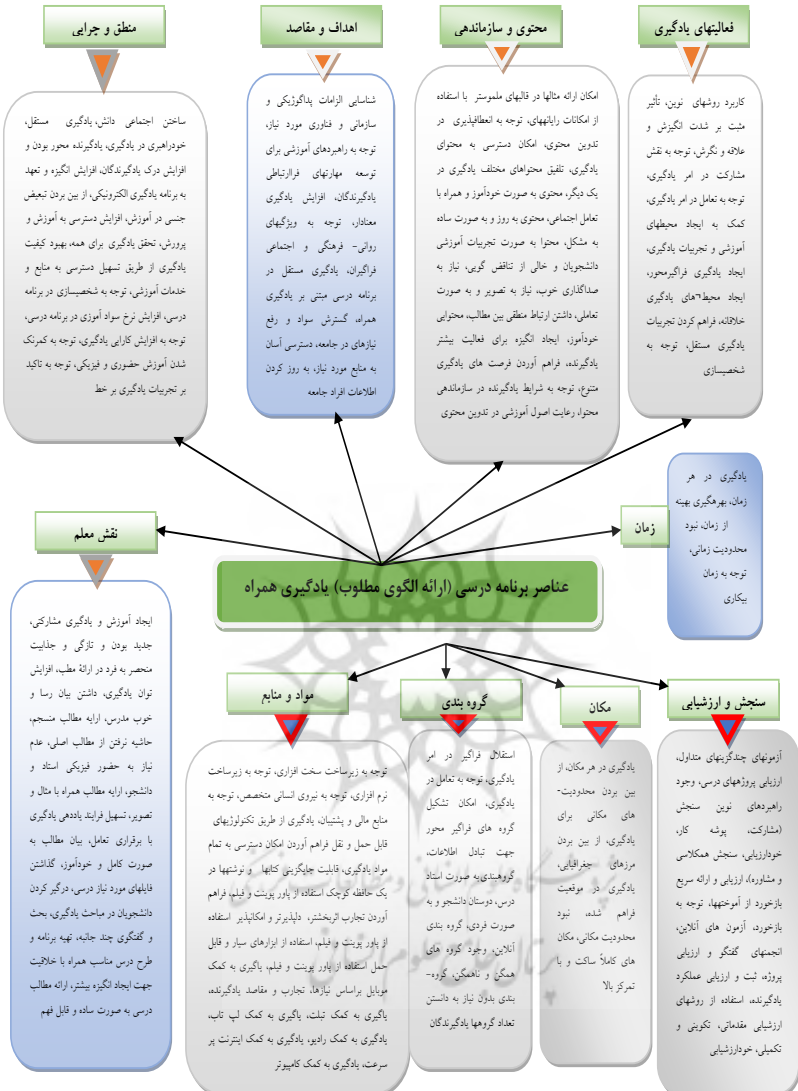 فعالیتهای یادگیری
کاربرد روشهای نوین، تأثیر
مثبت بر شدت انگیزش و
علاقه و نگرش، توجه به نقش
مشارکت در امر یادگیری،
توجه به تعامل در امر یادگیری،
کمک به ایجاد محیطهای
آموزشی و تجربیات یادگیری،
ایجاد یادگیری فراگیرمحور،
ایجاد محیط¬های یادگیری
خلاقانه، فراهم کردن تجربیات
یادگیری مستقل، توجه به
شخصیسازی
محتوی و سازماندهی
امکان ارائه مثالها در قالبهای ملموستر با استفاده
از امکانات رایانههای، توجه به انعطافپذیری در
تدوین محتوی، امکان دسترسی به محتوای
یادگیری، تلفیق محتواهای مختلف یادگیری در
یک دیگر، محتوی به صورت خودآموز و همراه با
تعامل اجتماعی، محتوی به روز و به صورت ساده
به مشکل، محتوا به صورت تجربیات آموزشی
دانشجویان و خالی از تناقض گویی، نیاز به
صداگذاری خوب، نیاز به تصویر و به صورت
تعاملی، داشتن ارتباط منطقی بین مطالب، محتوایی
خودآموز، ایجاد انگیزه برای فعالیت بیشتر
یادگیرنده، فراهم آوردن فرصت های یادگیری
متنوع، توجه به شرایط یادگیرنده در سازماندهی
محتوا، رعایت اصول آموزشی در تدوین محتوی
اهداف و مقاصد
شناسایی الزامات پداگوژیکی و
سازمانی و فناوری مورد نیاز،
توجه به راهبردهای آموزشی برای
توسعه مهارتهای فراارتباطی
یادگیرندگان، افزایش یادگیری
معنادار، توجه به ویژگیهای
روانی- فرهنگی و اجتماعی
فراگیران، یادگیری مستقل در
برنامه درسی مبتنی بر یادگیری
همراه، گسترش سواد و رفع
نیازهای در جامعه، دسترسی آسان
به منابع مورد نیاز، به روز کردن
اطلاعات افراد جامعه
منطق و چرایی
ساختن اجتماعی دانش، یادگیری مستقل،
خودراهبری در یادگیری، یادگیرنده محور بودن و
افزایش درک یادگیرندگان، افزایش انگیزه و تعهد
به برنامه یادگیری الکترونیکی، از بین بردن تبعیض
جنسی در آموزش، افزایش دسترسی به آموزش و
پرورش، تحقق یادگیری برای همه، بهبود کیفیت
یادگیری از طریق تسهیل دسترسی به منابع و
خدمات آموزشی، توجه به شخصیسازی در برنامه
درسی، افزایش نرخ سواد آموزی در برنامه درسی،
توجه به افزایش کارایی یادگیری، توجه به کمرنگ
شدن آموزش حضوری و فیزیکی، توجه به تاکید
بر تجربیات یادگیری بر خط
زمان
یادگیری در هر
زمان، بهرهگیری بهینه
از زمان، نبود
محدودیت زمانی،
توجه به زمان
بیکاری
عناصر برنامه درسی (ارائه الگوی مطلوب) یادگیری همراه
نقش معلم
ایجاد آموزش و یادگیری مشارکتی،
جدید بودن و تازگی و جذابیت
منحصر به فرد در ارائۀ مطب، افزایش
توان یادگیری، داشتن بیان رسا و
خوب مدرس، ارایه مطالب منسجم،
حاشیه نرفتن از مطالب اصلی، عدم
نیاز به حضور فیزیکی استاد و
دانشجو، ارایه مطالب همراه با مثال و
تصویر، تسهیل فرایند یاددهی یادگیری
با برقراری تعامل، بیان مطالب به
صورت کامل و خودآموز، گذاشتن
فایلهای مورد نیاز درسی، درگیر کردن
دانشجویان در مباحث یادگیری، بحث
و گفتگوی چند جانبه، تهیه برنامه و
طرح درس مناسب همراه با خلاقیت
جهت ایجاد انگیزه بیشتر، ارائه مطالب
درسی به صورت ساده و قابل فهم
سنجش و ارزشیابی
آزمونهای چندگزینهای متداول،
ارزیابی پروژههای درسی، وجود
راهبردهای نوین سنجش
(مشارکت، پوشه کار،
خودارزیابی، سنجش همکلاسی
و مشاوره)، ارزیابی و ارائه سریع
بازخورد از آموختهها، توجه به
بازخورد، آزمون های آنلاین،
انجمنهای گفتگو و ارزیابی
پروژه، ثبت و ارزیابی عملکرد
یادگیرنده، استفاده از روشهای
ارزشیابی مقدماتی، تکوینی و
تکمیلی، خودارزشیابی
مکان
یادگیری در هر مکان، از
بین بردن محدودیت-
های مکانی برای
یادگیری، از بین بردن
مرزهای جغرافیایی،
یادگیری در موقعیت
فراهم شده، نبود
محدودیت مکانی، مکان
های کاملاً ساکت و با
تمرکز بالا
گروه بندی
استقلال فراگیر در امر
یادگیری، توجه به تعامل در
یادگیری، امکان تشکیل
گروه های فراگیر محور
جهت تبادل اطلاعات،
گروهبندی به صورت استاد
درس، دوستان دانشجو و به
صورت فردی، گروه بندی
آنلاین، وجود گروه های
همگن و ناهمگن، گروه-
بندی بدون نیاز به دانستن
تعداد گروهها یادگیرندگان
مواد و منابع
توجه به زیرساخت سخت افزاری، توجه به زیرساخت
نرم افزاری، توجه به نیروی انسانی متخصص، توجه به
منابع مالی و پشتیبان، یادگیری از طریق تکنولوژیهای
قابل حمل و نقل فراهم آوردن امکان دسترسی به تمام
مواد یادگیری، قابلیت جایگزینی کتابها و نوشتهها در
یک حافظه کوچک استفاده از پاور پوینت و فیلم، فراهم
آوردن تجارب اثربخشتر، دلپذیرتر و امکانپذیر استفاده
از پاور پوینت و فیلم، استفاده از ابزارهای سیار و قابل
حمل استفاده از پاور پوینت و فیلم، یاگیری به کمک
موبایل براساس نیازها، تجارب و مقاصد یادگیرنده،
یاگیری به کمک تبلت، یاگیری به کمک لپ تاب،
یادگیری به کمک رادیو، یادگیری به کمک اینترنت پر
سرعت، یادگیری به کمک کامپیوتر